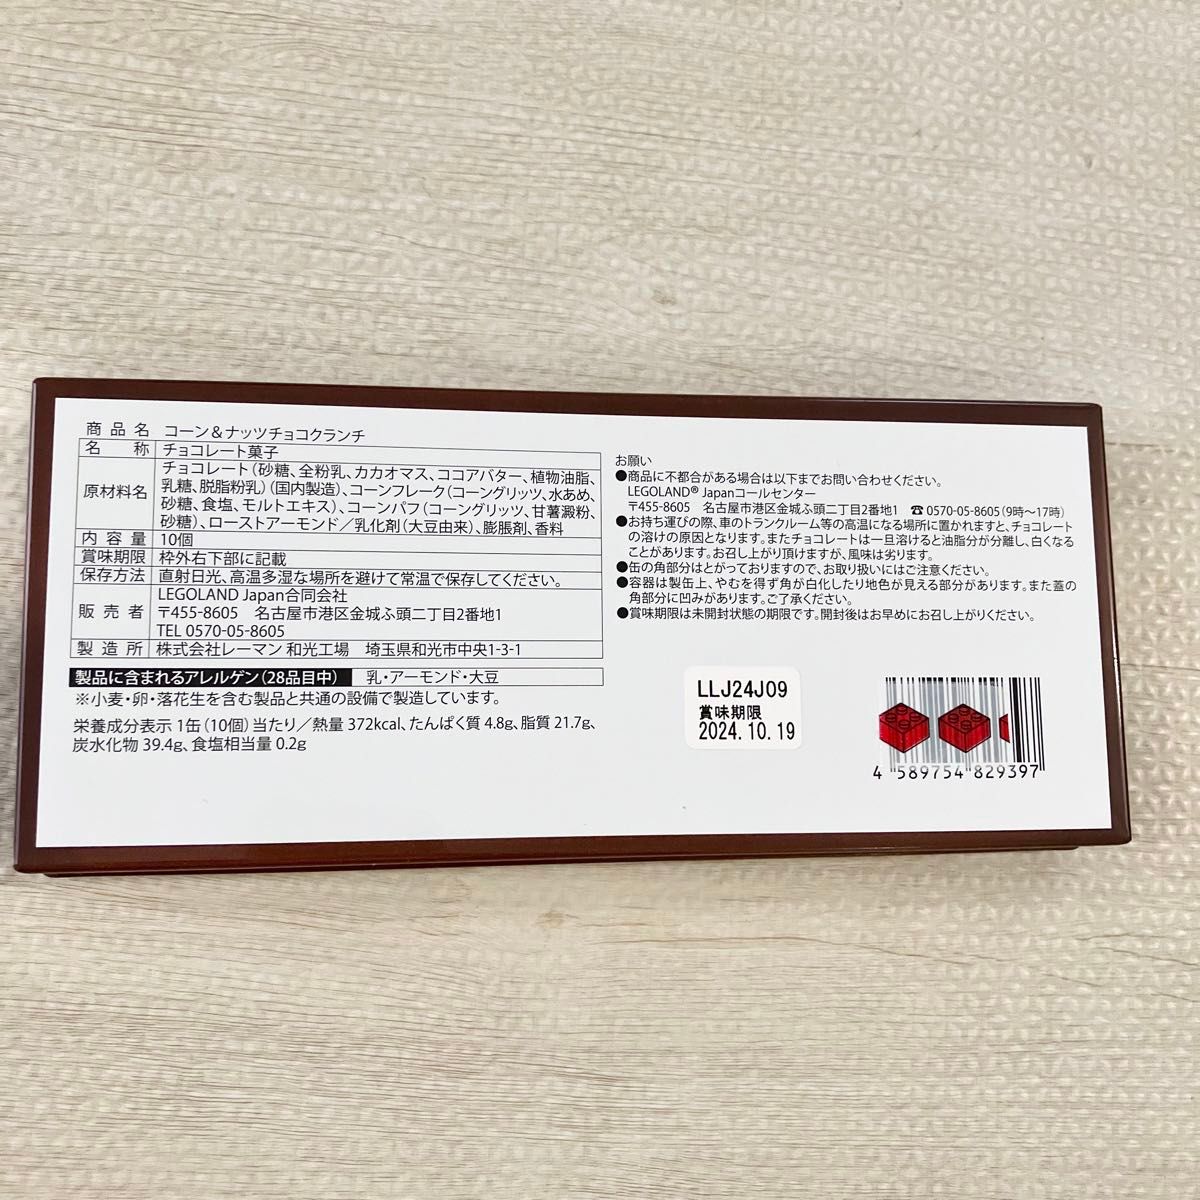 商品名 コーン＆ナッツチョコクランチ
名称 チョコレート菓子
原材料名 チョコレート（砂糖、全粉乳、カカオマス、ココアバター、植物油脂、
乳糖、脱脂粉乳）（国内製造）、コーンフレーク（コーングリッツ、水あめ、
砂糖、食塩、モルトエキス）、コーンパフ（コーングリッツ、甘薯澱粉、
砂糖）、ローストアーモンド／乳化剤（大豆由来）、膨脹剤、香料
内容量 10個
賞味期限 枠外右下部に記載
保存方法 直射日光、高温多湿な場所を避けて常温で保存してください。
販売者 LEGOLAND Japan合同会社
〒455-8605 名古屋市港区金城ふ頭二丁目2番地1
TEL 0570-05-8605
製造所 株式会社レーマン 和光工場 埼玉県和光市中央1-3-1
製品に含まれるアレルゲン（28品目中） 乳・アーモンド・大豆
※小麦・卵・落花生を含む製品と共通の設備で製造しています。
栄養成分表示 1缶（10個）当たり／熱量 372kcal、たんぱく質 4.8g、脂質 21.7g、
炭水化物 39.4g、食塩相当量 0.2g
お願い
●商品に不都合がある場合は以下までお問い合わせください。
LEGOLAND® Japanコールセンター
〒455-8605 名古屋市港区金城ふ頭二丁目2番地1 ☎0570-05-8605（9時～17時）
●お持ち運びの際、車のトランクルーム等の高温になる場所に置かれますと、チョコレート
の溶けの原因となります。またチョコレートは一旦溶けると油脂分が分離し、白くなる
ことがあります。お召し上がり頂けますが、風味は劣ります。
●缶の角部分はとがっておりますので、お取り扱いにはご注意ください。
●容器は製缶上、やむを得ず角が白化したり地色が見える部分があります。また蓋の
角部分に凹みがあります。ご了承ください。
●賞味期限は未開封状態の期限です。開封後はお早めにお召し上がりください。
LLJ24J09
賞味期限
2024.10.19
4 589754 829397